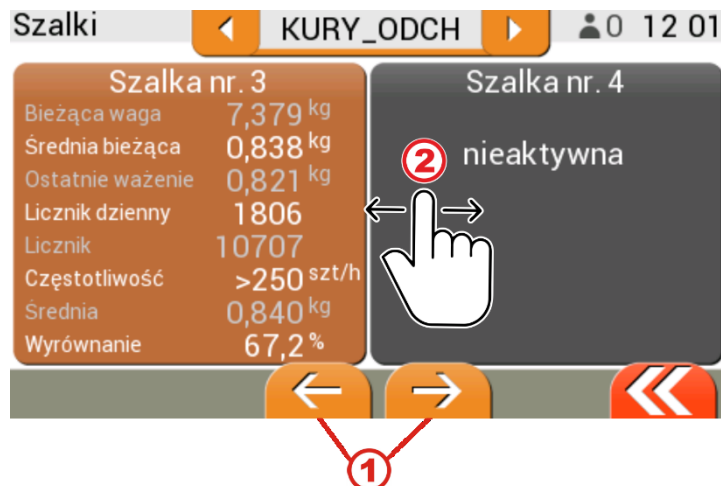 Szalki KURY_ODCH 0 12 01
Szalka nr. 3
Bieżąca waga 7,379 kg
Średnia bieżąca 0,838 kg
Ostatnie ważenie 0,821 kg
Licznik dzienny 1806
Licznik 10707
Częstotliwość >250 szt/h
Średnia 0,840 kg
Wyrównanie 67,2 %
Szalka nr. 4
nieaktywna
2
1